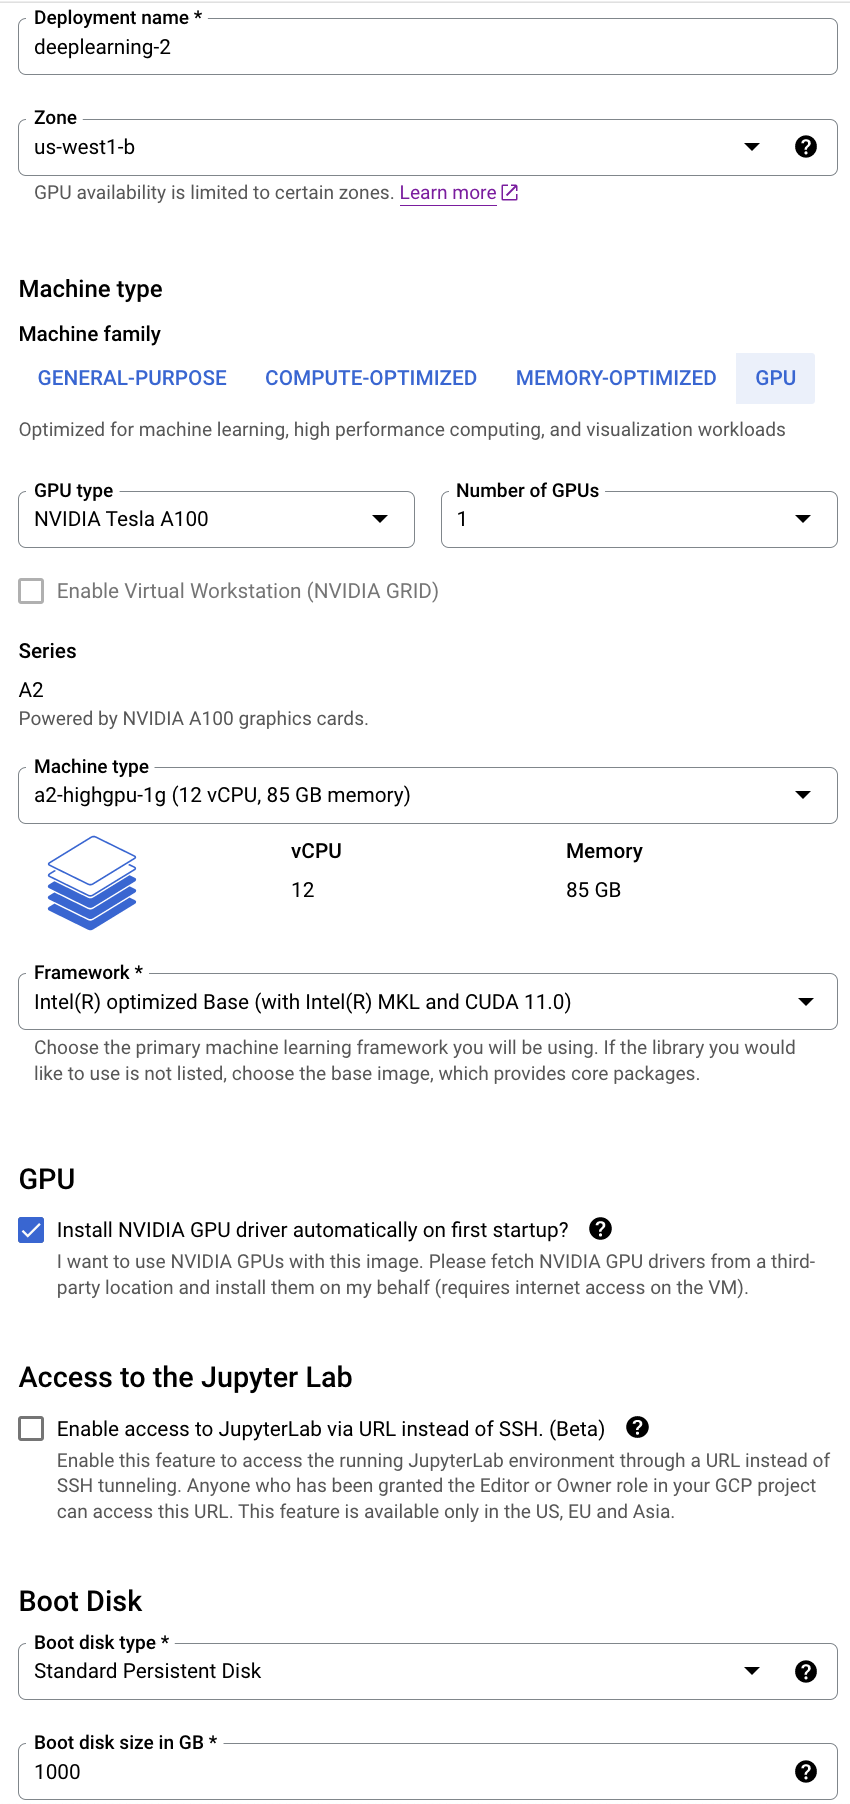 Deployment name *
deeplearning-2
Zone
us-west1-b
GPU availability is limited to certain zones. Learn more
Machine type
Machine family
GENERAL-PURPOSE COMPUTE-OPTIMIZED MEMORY-OPTIMIZED GPU
Optimized for machine learning, high performance computing, and visualization workloads
GPU type Number of GPUs
NVIDIA Tesla A100 1
Enable Virtual Workstation (NVIDIA GRID)
Series
A2
Powered by NVIDIA A100 graphics cards.
Machine type
a2-highgpu-1g (12 vCPU, 85 GB memory)
vCPU Memory
12 85 GB
Framework *
Intel(R) optimized Base (with Intel(R) MKL and CUDA 11.0)
Choose the primary machine learning framework you will be using. If the library you would
like to use is not listed, choose the base image, which provides core packages.
GPU
Install NVIDIA GPU driver automatically on first startup?
I want to use NVIDIA GPUs with this image. Please fetch NVIDIA GPU drivers from a third-
party location and install them on my behalf (requires internet access on the VM).
Access to the Jupyter Lab
Enable access to JupyterLab via URL instead of SSH. (Beta)
Enable this feature to access the running JupyterLab environment through a URL instead of
SSH tunneling. Anyone who has been granted the Editor or Owner role in your GCP project
can access this URL. This feature is available only in the US, EU and Asia.
Boot Disk
Boot disk type *
Standard Persistent Disk
Boot disk size in GB *
1000